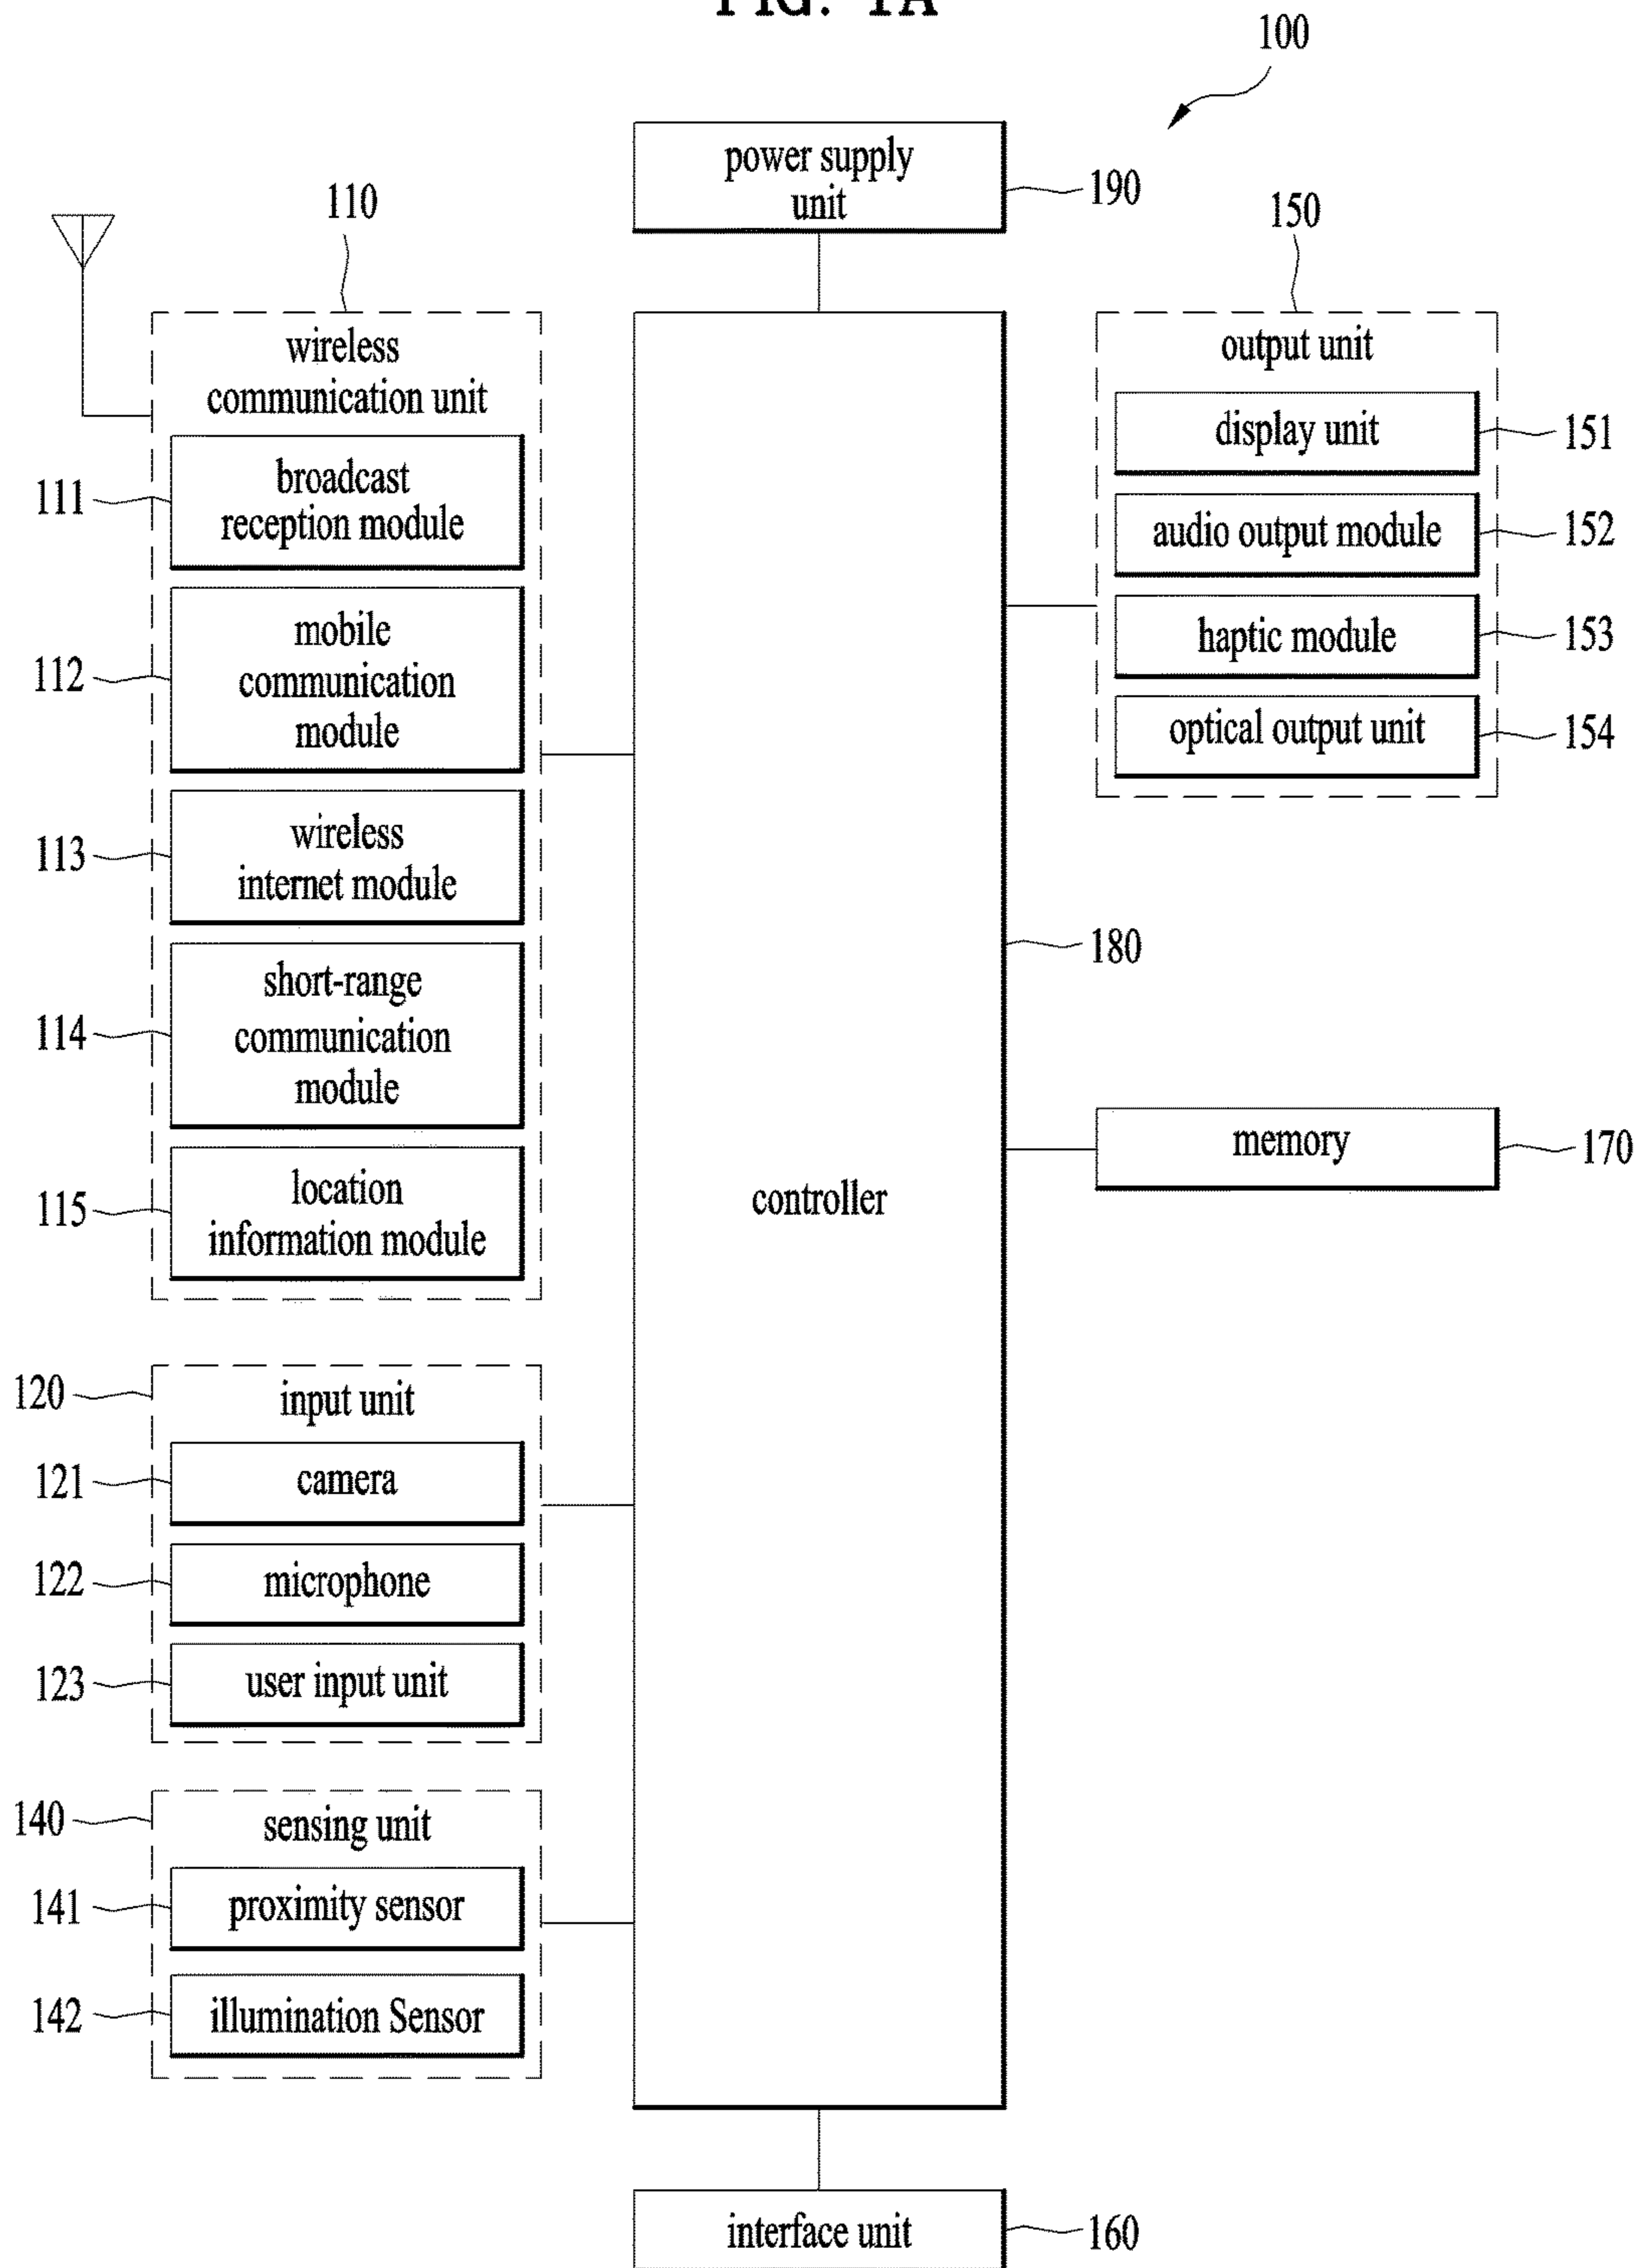 FIG. 1A
100
power supply
unit
190
110
wireless
communication unit
111
broadcast
reception module
112
mobile
communication
module
113
wireless
internet module
114
short-range
communication
module
115
location
information module
120
input unit
121
camera
122
microphone
123
user input unit
140
sensing unit
141
proximity sensor
142
illumination Sensor
controller
180
150
output unit
display unit
151
audio output module
152
haptic module
153
optical output unit
154
memory
170
interface unit
160